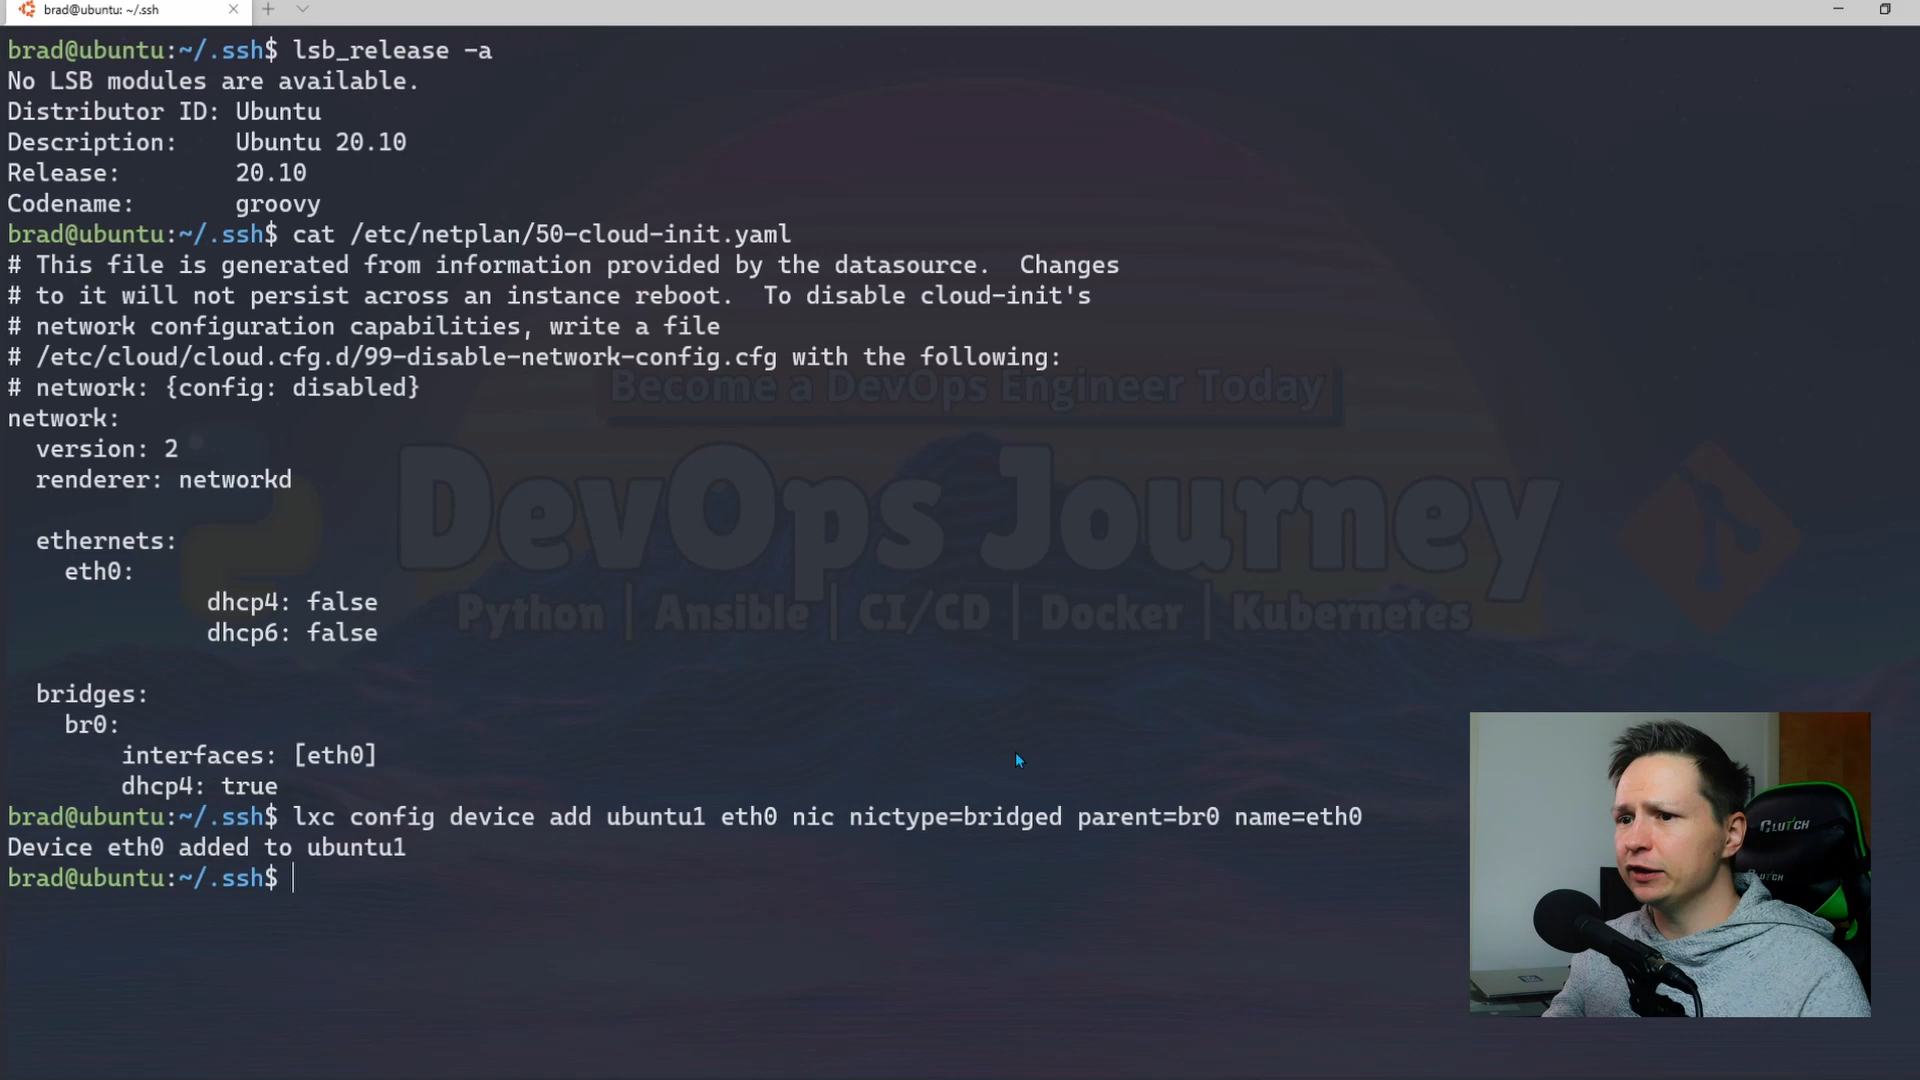 brad@ubuntu: ~/.ssh
brad@ubuntu:~/.ssh$ lsb_release -a
No LSB modules are available.
Distributor ID: Ubuntu
Description:    Ubuntu 20.10
Release:        20.10
Codename:       groovy
brad@ubuntu:~/.ssh$ cat /etc/netplan/50-cloud-init.yaml
# This file is generated from information provided by the datasource.  Changes
# to it will not persist across an instance reboot.  To disable cloud-init's
# network configuration capabilities, write a file
# /etc/cloud/cloud.cfg.d/99-disable-network-config.cfg with the following:
# network: {config: disabled}
network:
  version: 2
  renderer: networkd
  ethernets:
    eth0:
              dhcp4: false
              dhcp6: false
  bridges:
    br0:
        interfaces: [eth0]
        dhcp4: true
brad@ubuntu:~/.ssh$ lxc config device add ubuntu1 eth0 nic nictype=bridged parent=br0 name=eth0
Device eth0 added to ubuntu1
brad@ubuntu:~/.ssh$
Become a DevOps Engineer Today
DevOps Journey
Python | Ansible | CI/CD | Docker | Kubernetes
CLUTCH
CLUTCH